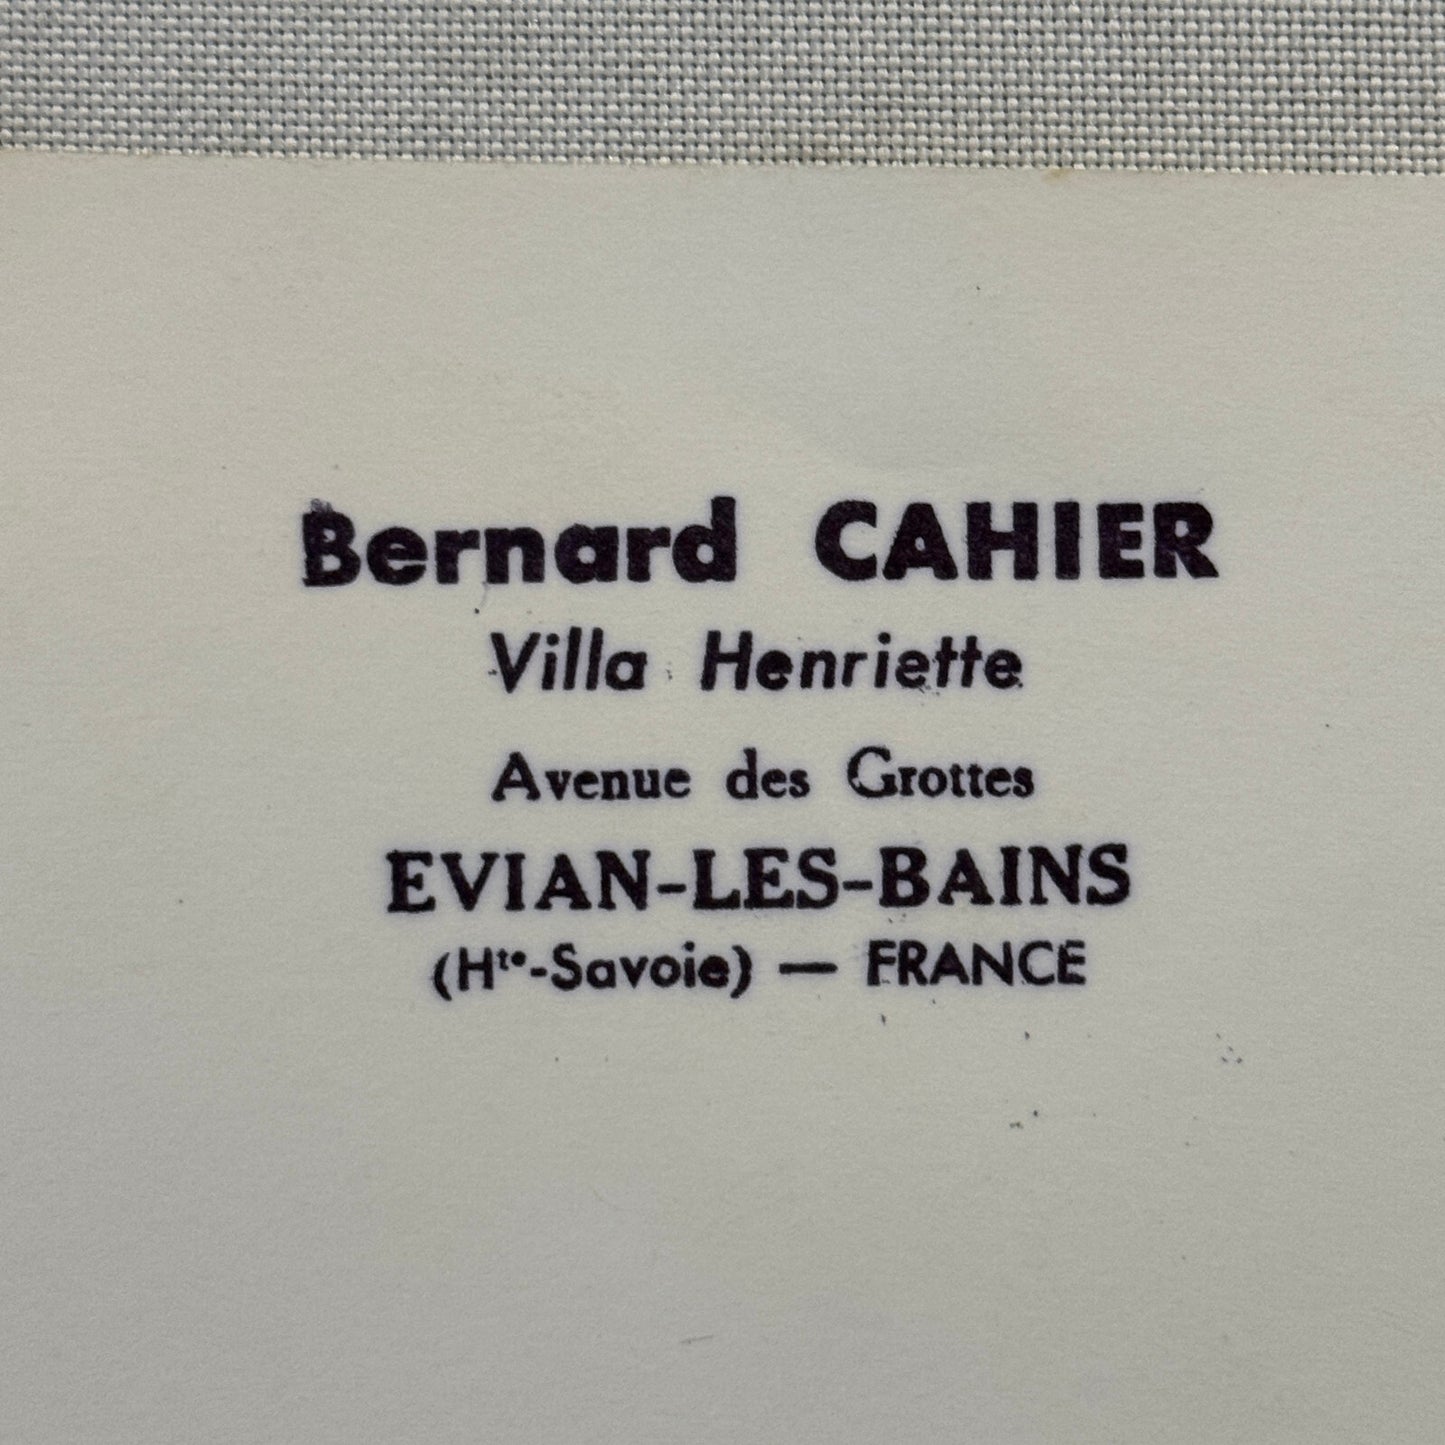 Bernard CAHIER
Villa Henriette
Avenue des Grottes
EVIAN-LES-BAINS
(Hte-Savoie) — FRANCE